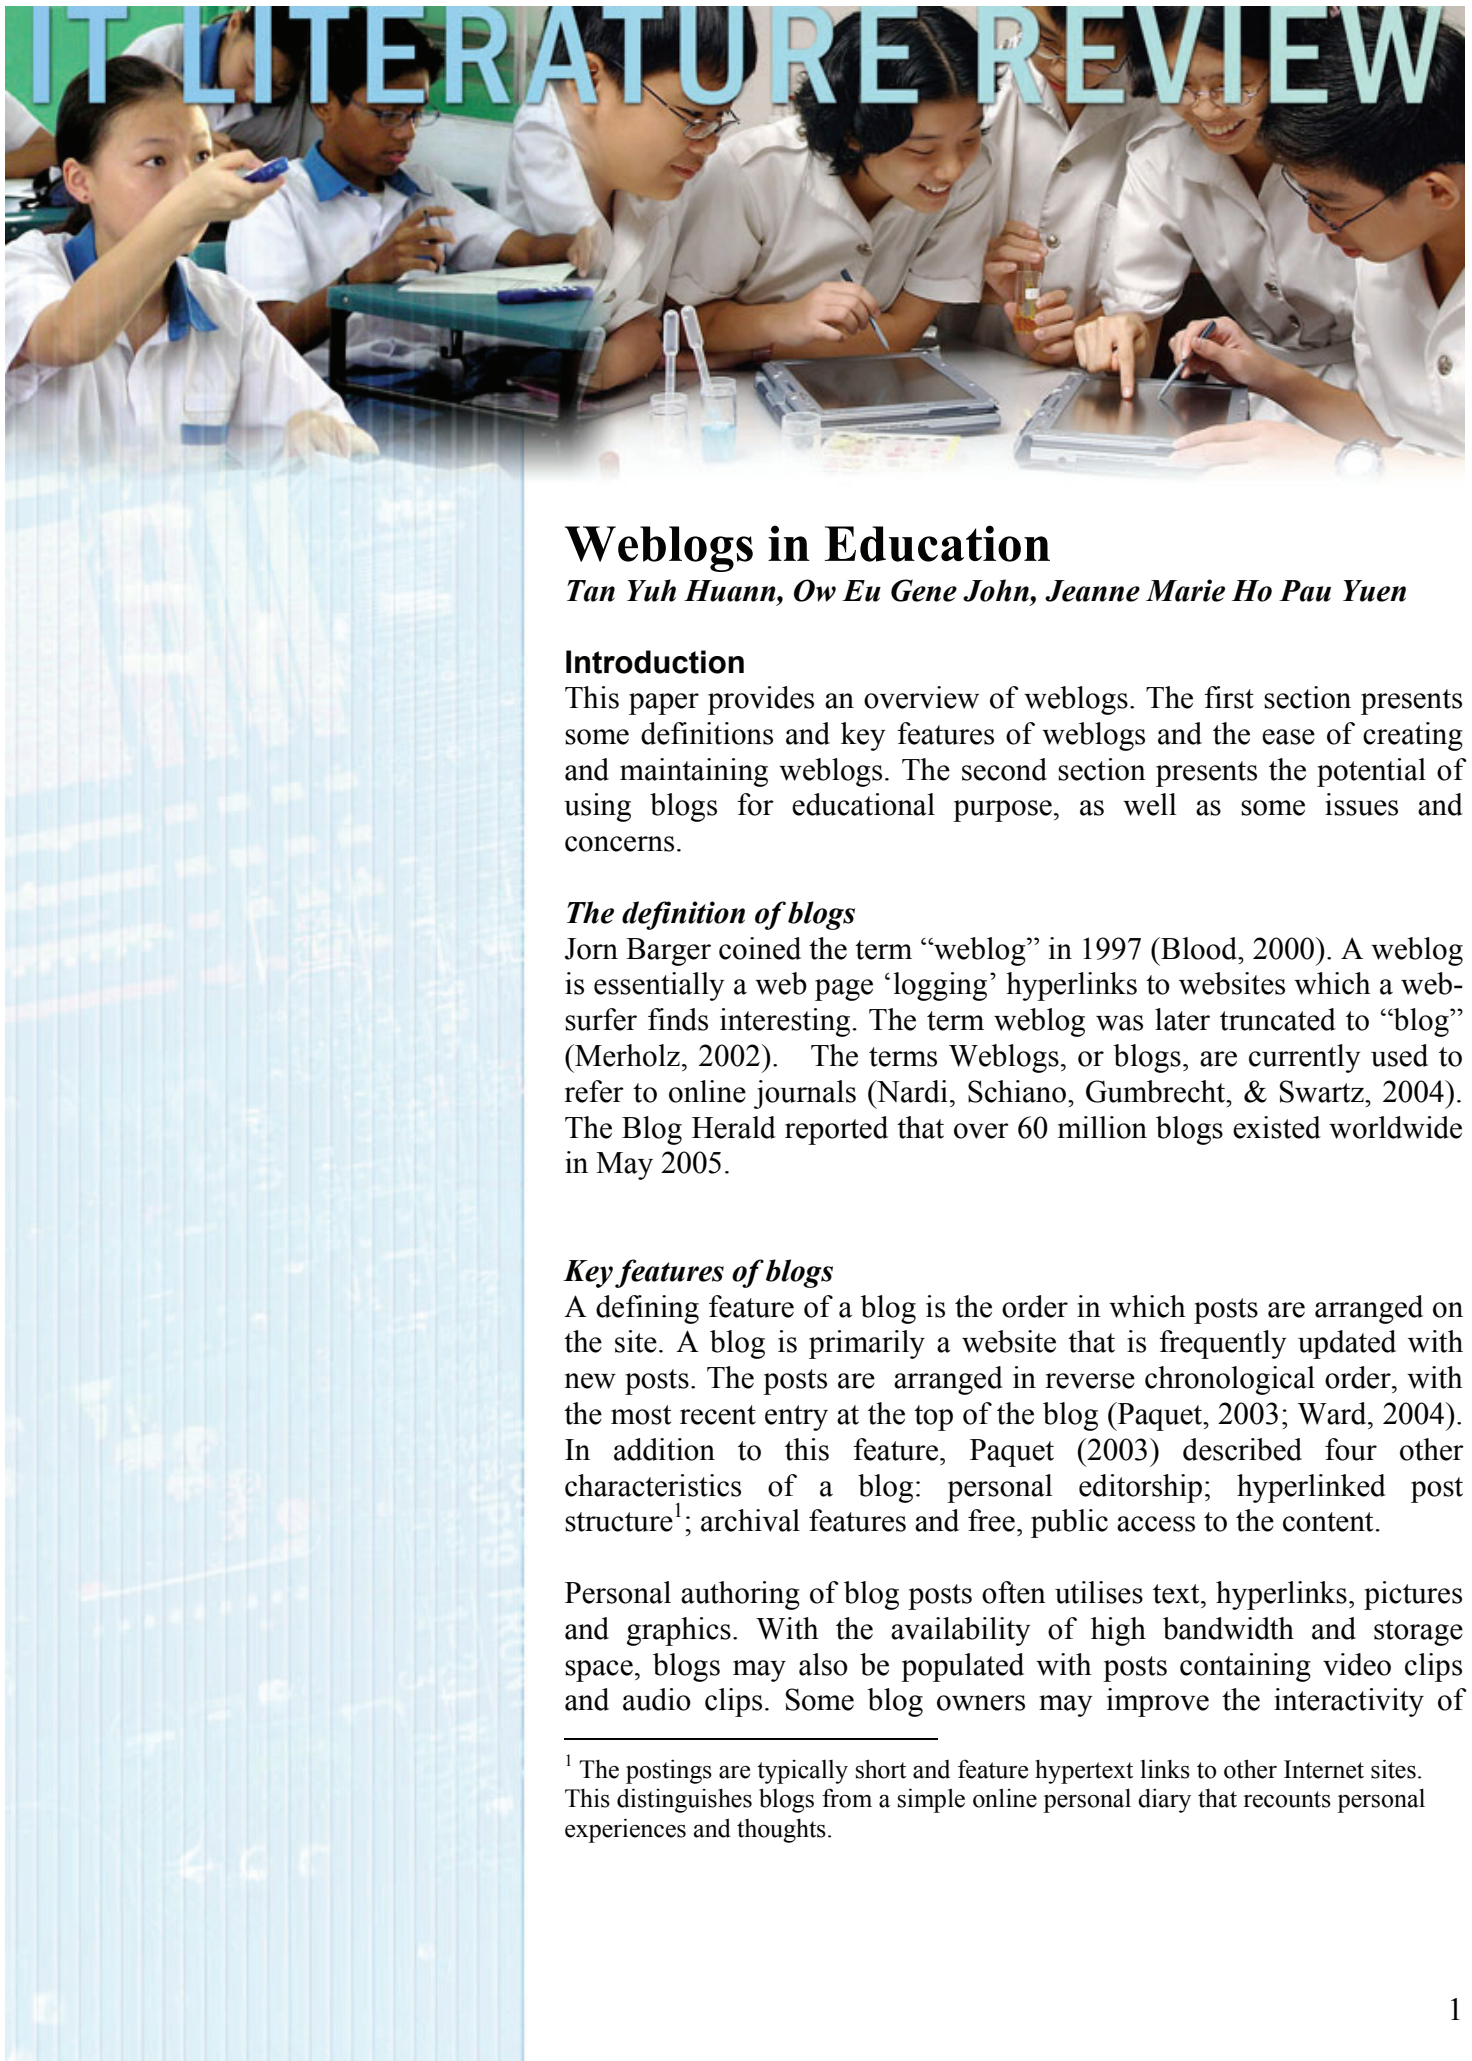 IT LITERATURE REVIEW
Weblogs in Education
Tan Yuh Huann, Ow Eu Gene John, Jeanne Marie Ho Pau Yuen
Introduction
This paper provides an overview of weblogs. The first section presents
some definitions and key features of weblogs and the ease of creating
and maintaining weblogs. The second section presents the potential of
using blogs for educational purpose, as well as some issues and
concerns.
The definition of blogs
Jorn Barger coined the term “weblog” in 1997 (Blood, 2000). A weblog
is essentially a web page ‘logging’ hyperlinks to websites which a web-
surfer finds interesting. The term weblog was later truncated to “blog”
(Merholz, 2002). The terms Weblogs, or blogs, are currently used to
refer to online journals (Nardi, Schiano, Gumbrecht, & Swartz, 2004).
The Blog Herald reported that over 60 million blogs existed worldwide
in May 2005.
Key features of blogs
A defining feature of a blog is the order in which posts are arranged on
the site. A blog is primarily a website that is frequently updated with
new posts. The posts are arranged in reverse chronological order, with
the most recent entry at the top of the blog (Paquet, 2003; Ward, 2004).
In addition to this feature, Paquet (2003) described four other
characteristics of a blog: personal editorship; hyperlinked post
structure1; archival features and free, public access to the content.
Personal authoring of blog posts often utilises text, hyperlinks, pictures
and graphics. With the availability of high bandwidth and storage
space, blogs may also be populated with posts containing video clips
and audio clips. Some blog owners may improve the interactivity of
1 The postings are typically short and feature hypertext links to other Internet sites.
This distinguishes blogs from a simple online personal diary that recounts personal
experiences and thoughts.
1